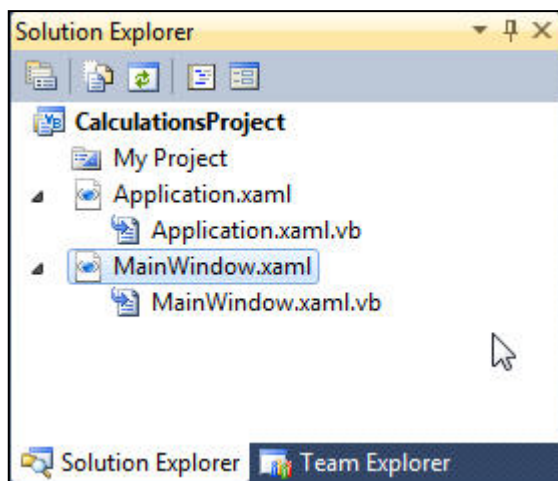 Solution Explorer
VB CalculationsProject
My Project
Application.xaml
Application.xaml.vb
MainWindow.xaml
MainWindow.xaml.vb
Solution Explorer Team Explorer